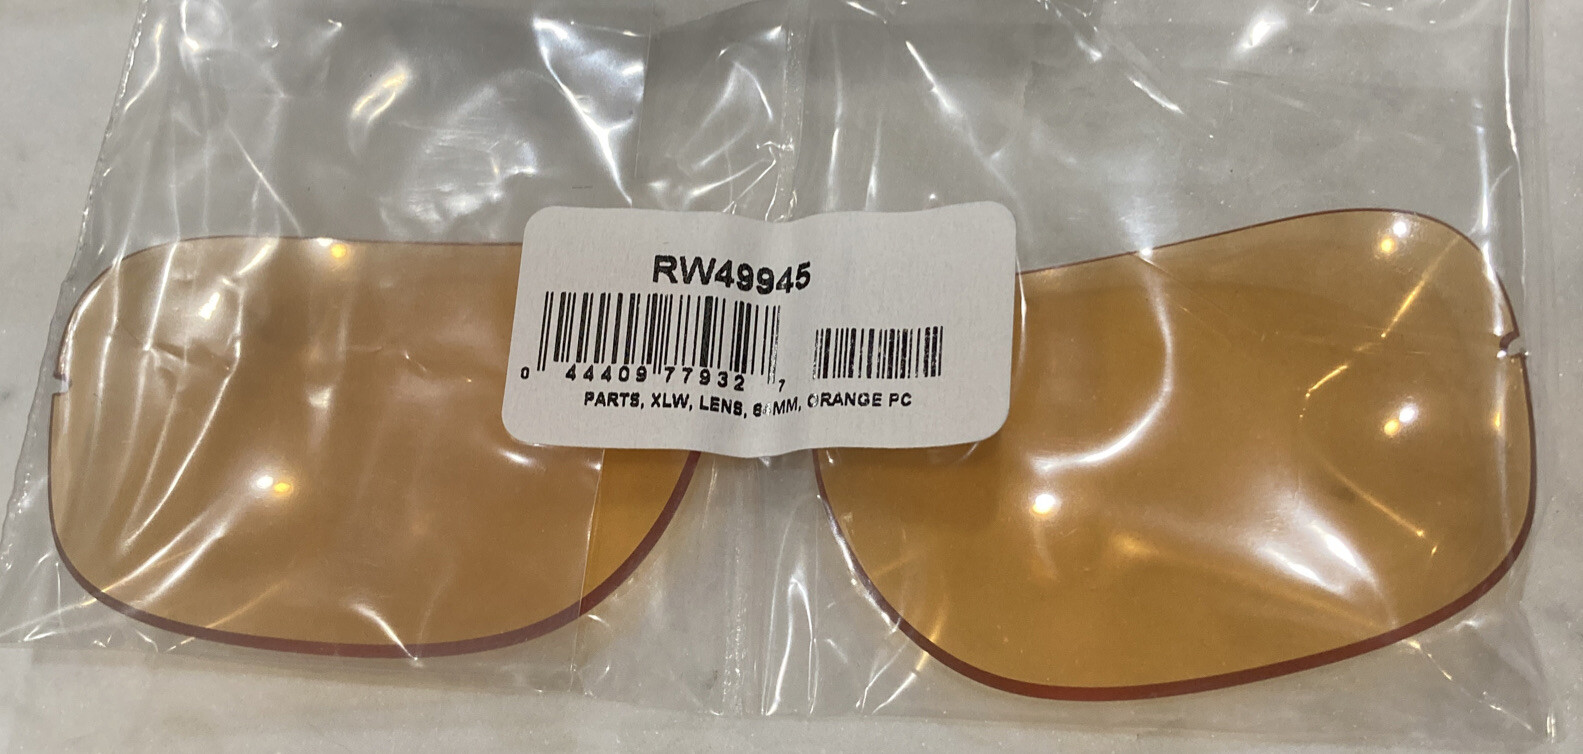 RW49945
0 44409 77932 7
PARTS, XLW, LENS, ORANGE PC